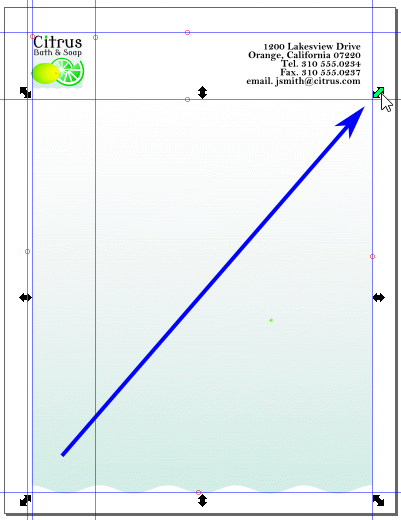 Citrus
Bath & Soap
1200 Lakesview Drive
Orange, California 07220
Tel. 310 555.0234
Fax. 310 555.0237
email. jsmith@citrus.com